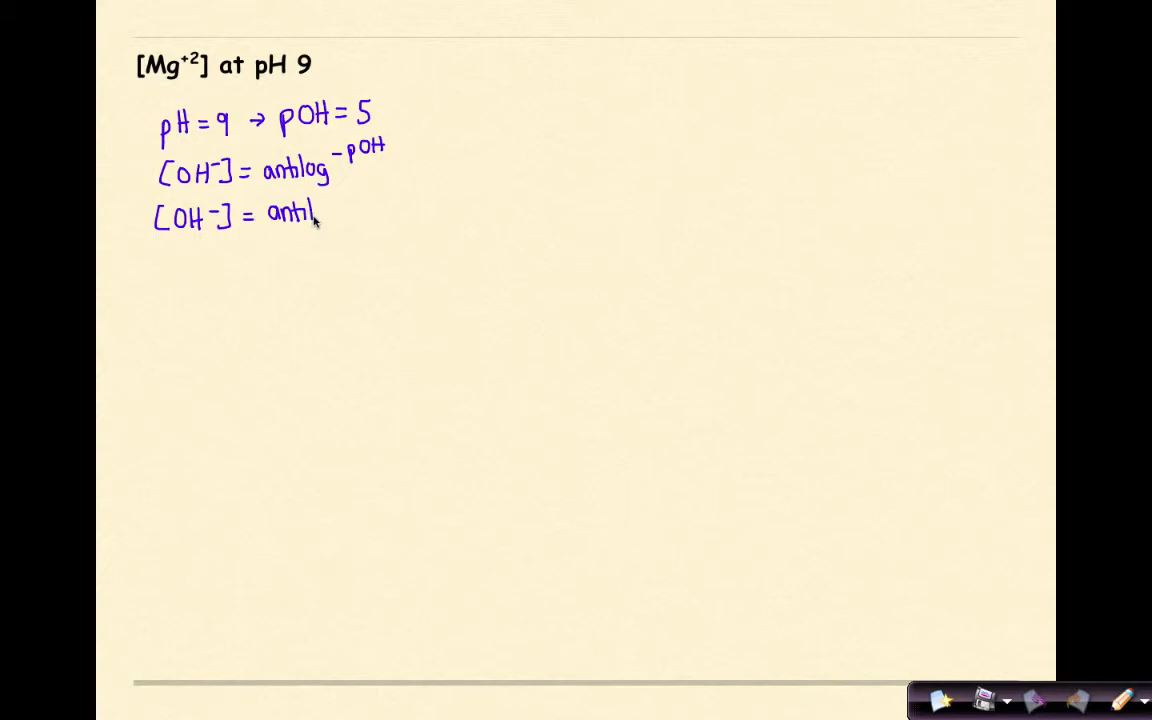 [Mg⁺²] at pH 9
pH = 9 → pOH = 5
[OH⁻] = antilog^-pOH
[OH⁻] = antil